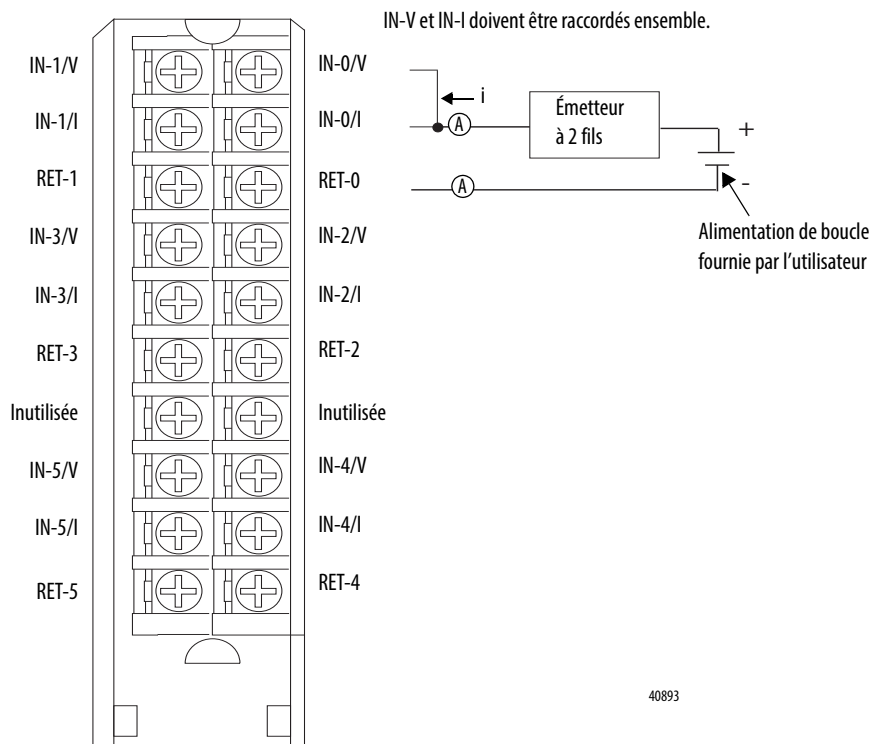 IN-V et IN-I doivent être raccordés ensemble.
IN-1/V
IN-0/V
IN-1/I
IN-0/I
RET-1
RET-0
IN-3/V
IN-2/V
IN-3/I
IN-2/I
RET-3
RET-2
Inutilisée
Inutilisée
IN-5/V
IN-4/V
IN-5/I
IN-4/I
RET-5
RET-4
i
A
Émetteur
à 2 fils
+
A
-
Alimentation de boucle
fournie par l’utilisateur
40893